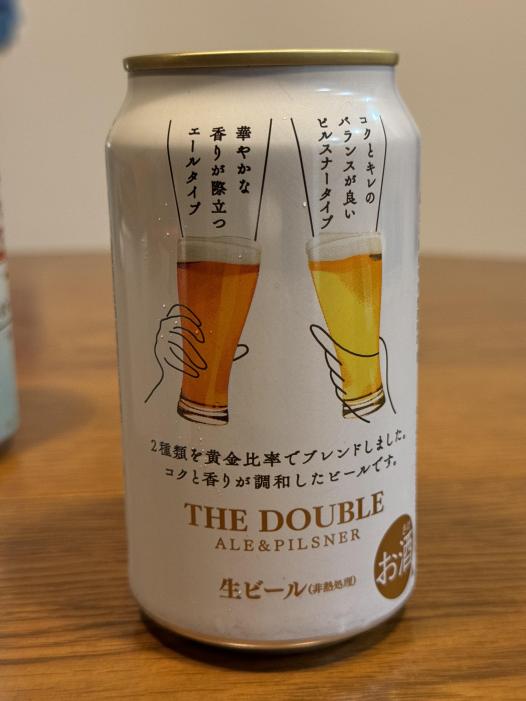 コクとキレの
バランスが良い
ピルスナータイプ
華やかな
香りが際立つ
エールタイプ
2種類を黄金比率でブレンドしました。
コクと香りが調和したビールです。
THE DOUBLE
ALE&PILSNER
生ビール(非熱処理)
お酒